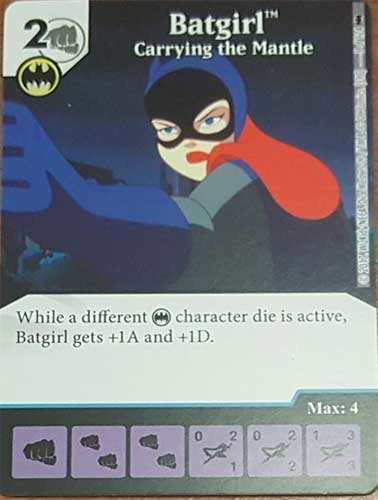 2
Batgirl™
Carrying the Mantle
While a different character die is active,
Batgirl gets +1A and +1D.
Max: 4
0 2 1
0 2 2
1 3 3